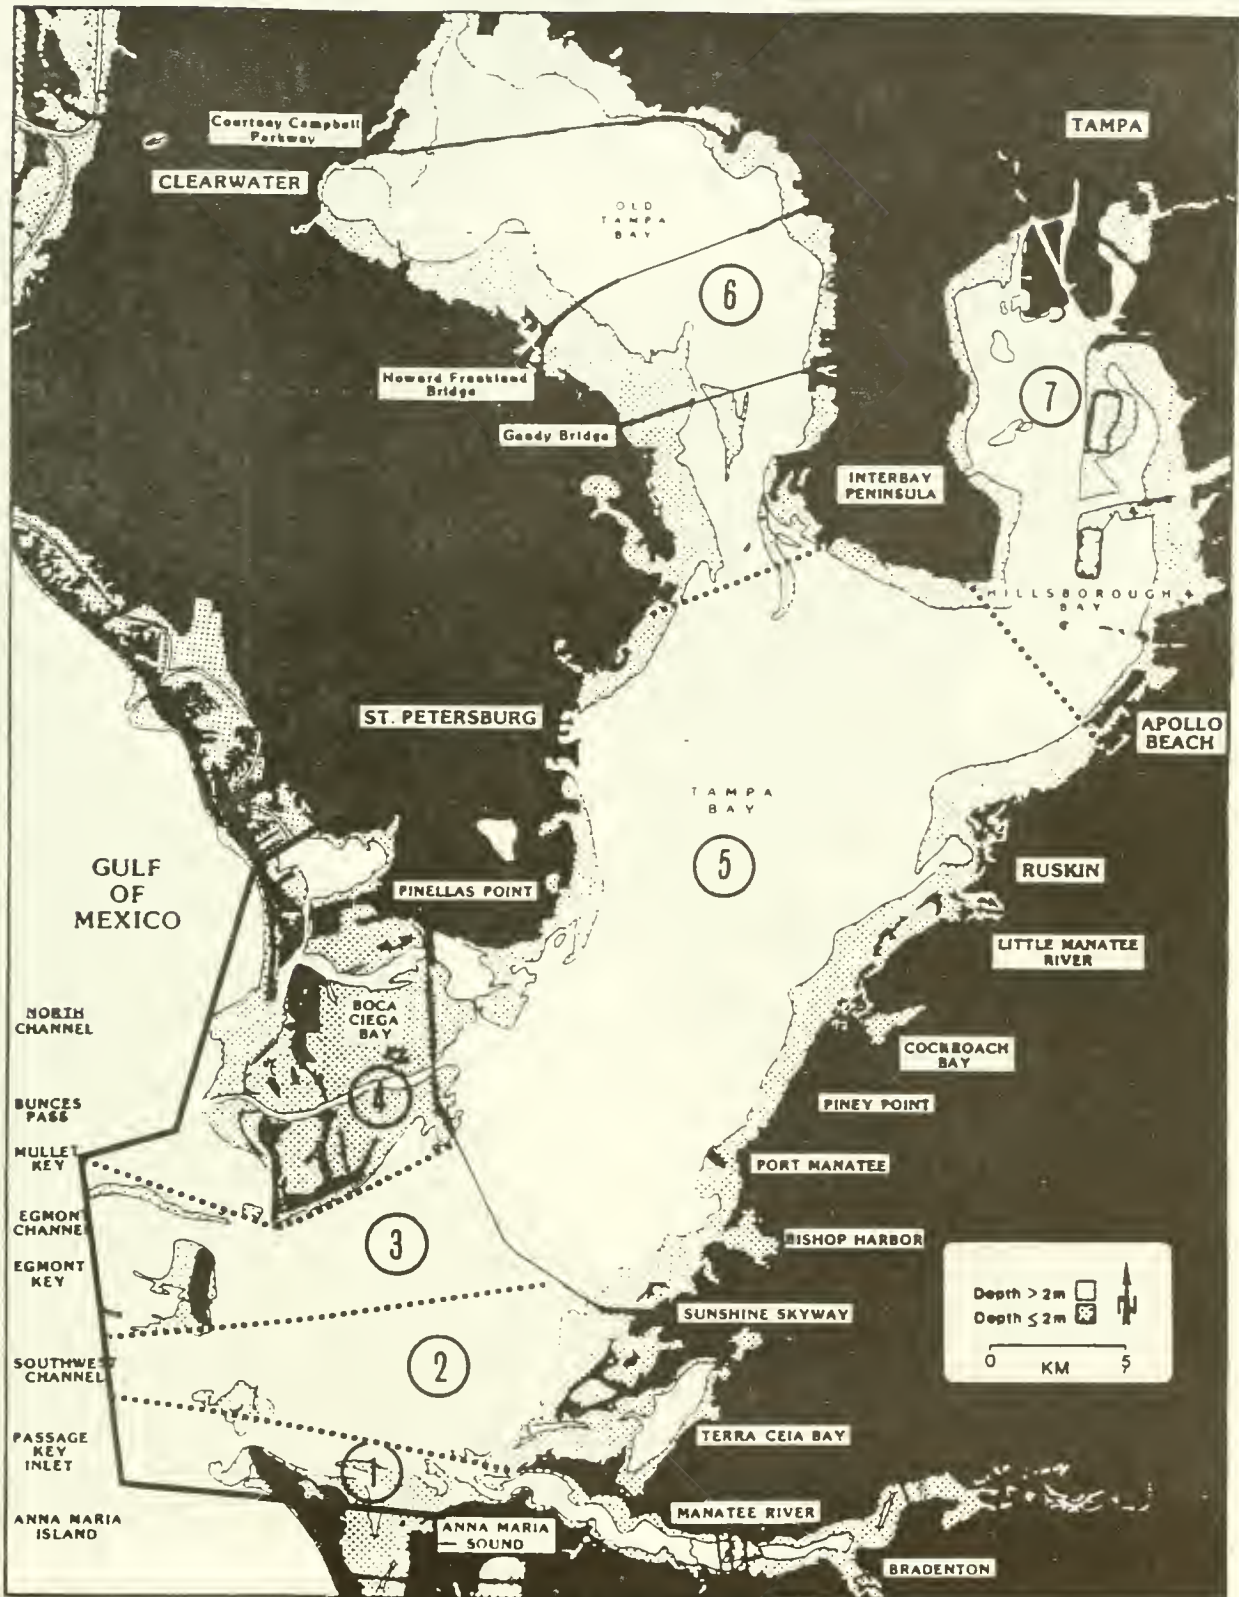 Courtney Campbell
Parkway
TAMPA
CLEARWATER
OLD
TAMPA
BAY
6
Howard Frankland
Bridge
7
Gandy Bridge
INTERBAY
PENINSULA
HILLSBOROUGH
BAY
ST. PETERSBURG
APOLLO
BEACH
TAMPA
BAY
5
GULF
OF
MEXICO
PINELLAS POINT
RUSKIN
LITTLE MANATEE
RIVER
NORTH
CHANNEL
BOCA
CIEGA
BAY
COCKROACH
BAY
4
BUNCES
PASS
PINEY POINT
MULLET
KEY
PORT MANATEE
EGMON
CHANNEL
3
BISHOP HARBOR
EGMONT
KEY
Depth > 2m
Depth ≤ 2m
N
0 5
KM
SUNSHINE SKYWAY
SOUTHWEST
CHANNEL
2
PASSAGE
KEY
INLET
TERRA CEIA BAY
1
ANNA MARIA
ISLAND
ANNA MARIA
SOUND
MANATEE RIVER
BRADENTON